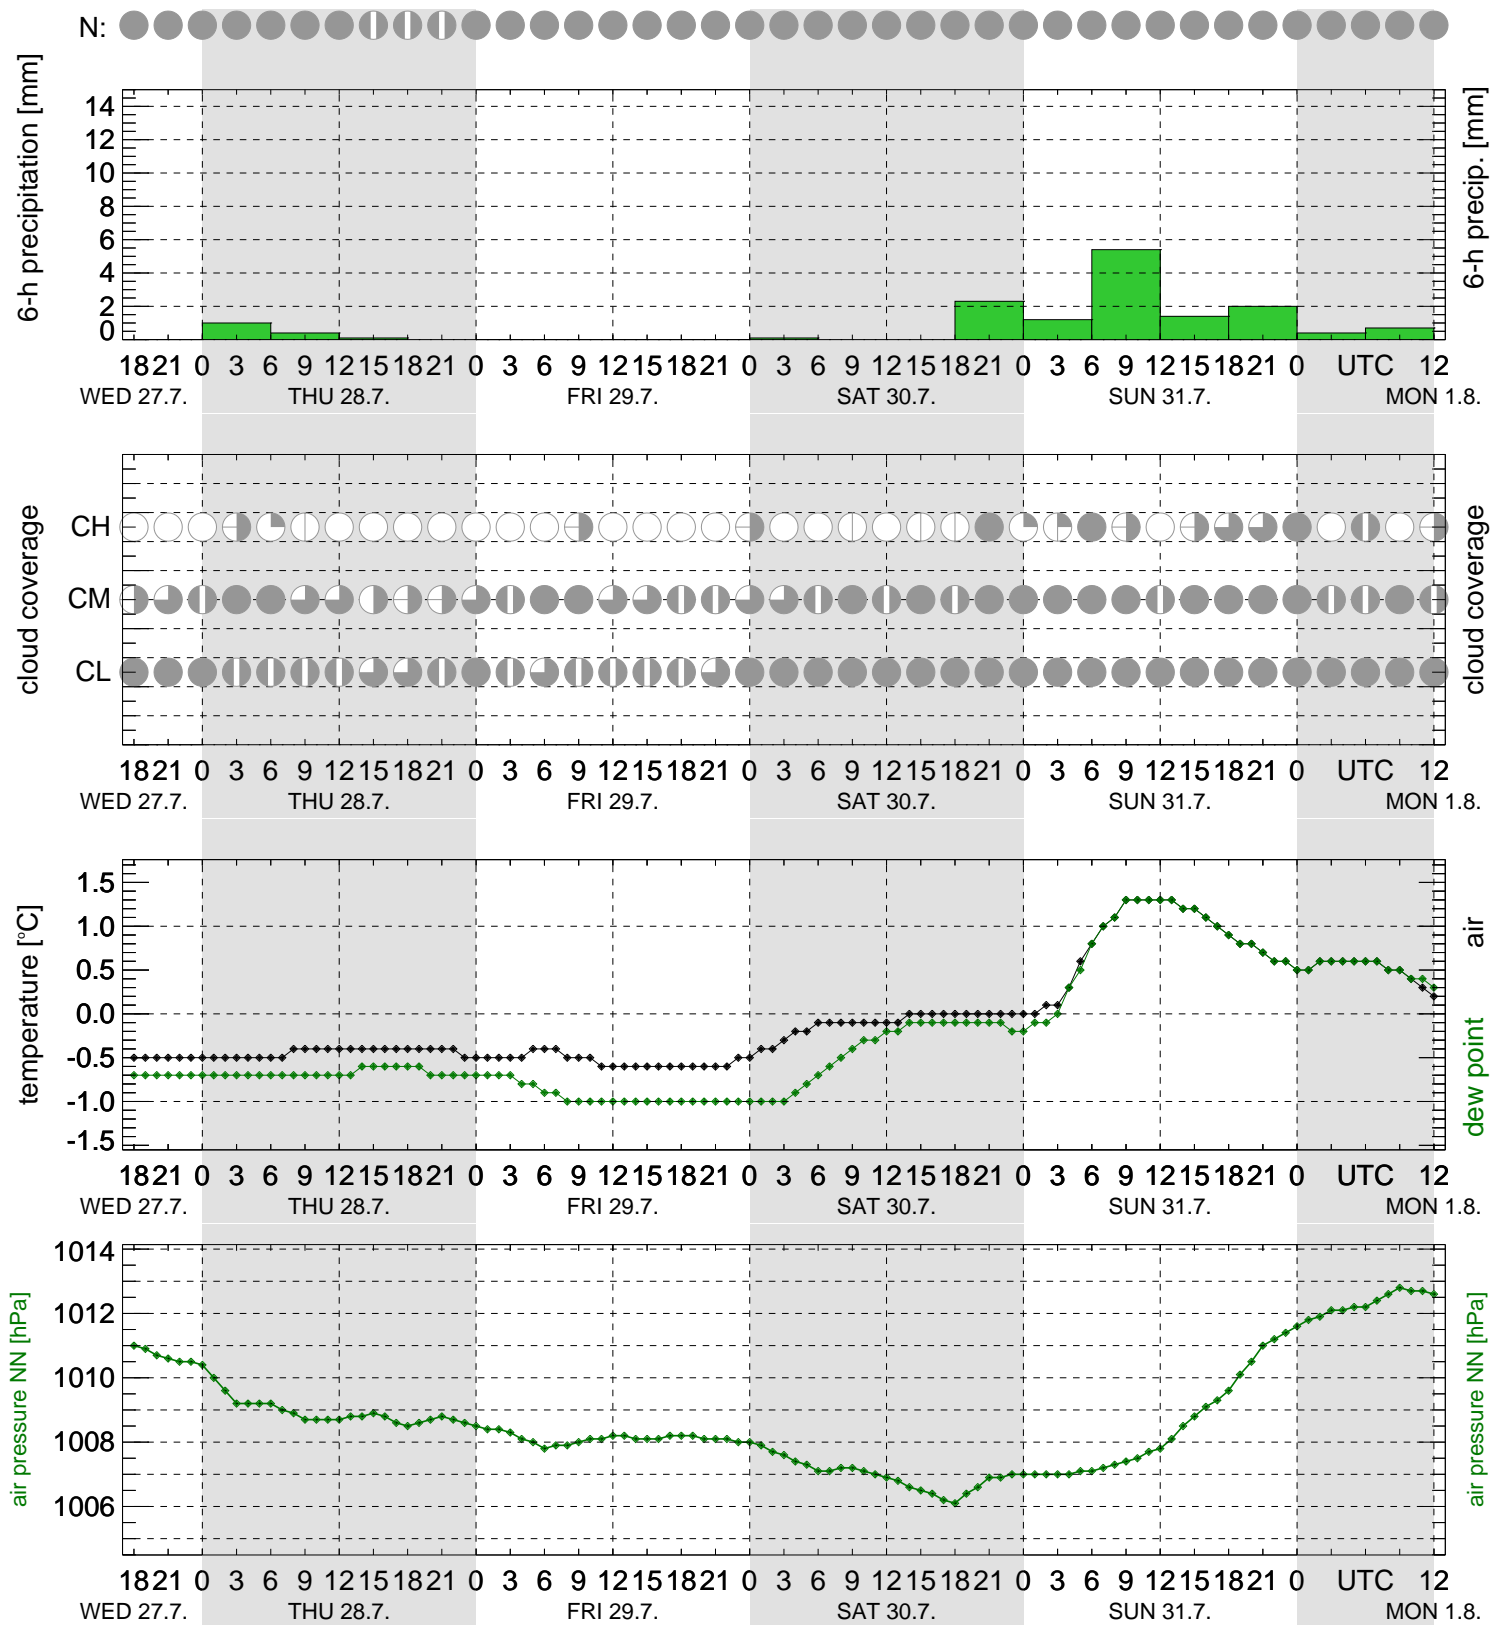 N:
6-h precipitation [mm]
14
12
10
8
6
4
2
0
6-h precip. [mm]
18 21 0 3 6 9 12 15 18 21 0 3 6 9 12 15 18 21 0 3 6 9 12 15 18 21 0 3 6 9 12 15 18 21 0 UTC 12
WED 27.7. THU 28.7. FRI 29.7. SAT 30.7. SUN 31.7. MON 1.8.
cloud coverage
CH
CM
CL
cloud coverage
18 21 0 3 6 9 12 15 18 21 0 3 6 9 12 15 18 21 0 3 6 9 12 15 18 21 0 3 6 9 12 15 18 21 0 UTC 12
WED 27.7. THU 28.7. FRI 29.7. SAT 30.7. SUN 31.7. MON 1.8.
temperature [°C]
1.5
1.0
0.5
0.0
-0.5
-1.0
-1.5
dew point air
18 21 0 3 6 9 12 15 18 21 0 3 6 9 12 15 18 21 0 3 6 9 12 15 18 21 0 3 6 9 12 15 18 21 0 UTC 12
WED 27.7. THU 28.7. FRI 29.7. SAT 30.7. SUN 31.7. MON 1.8.
air pressure NN [hPa]
1014
1012
1010
1008
1006
air pressure NN [hPa]
18 21 0 3 6 9 12 15 18 21 0 3 6 9 12 15 18 21 0 3 6 9 12 15 18 21 0 3 6 9 12 15 18 21 0 UTC 12
WED 27.7. THU 28.7. FRI 29.7. SAT 30.7. SUN 31.7. MON 1.8.